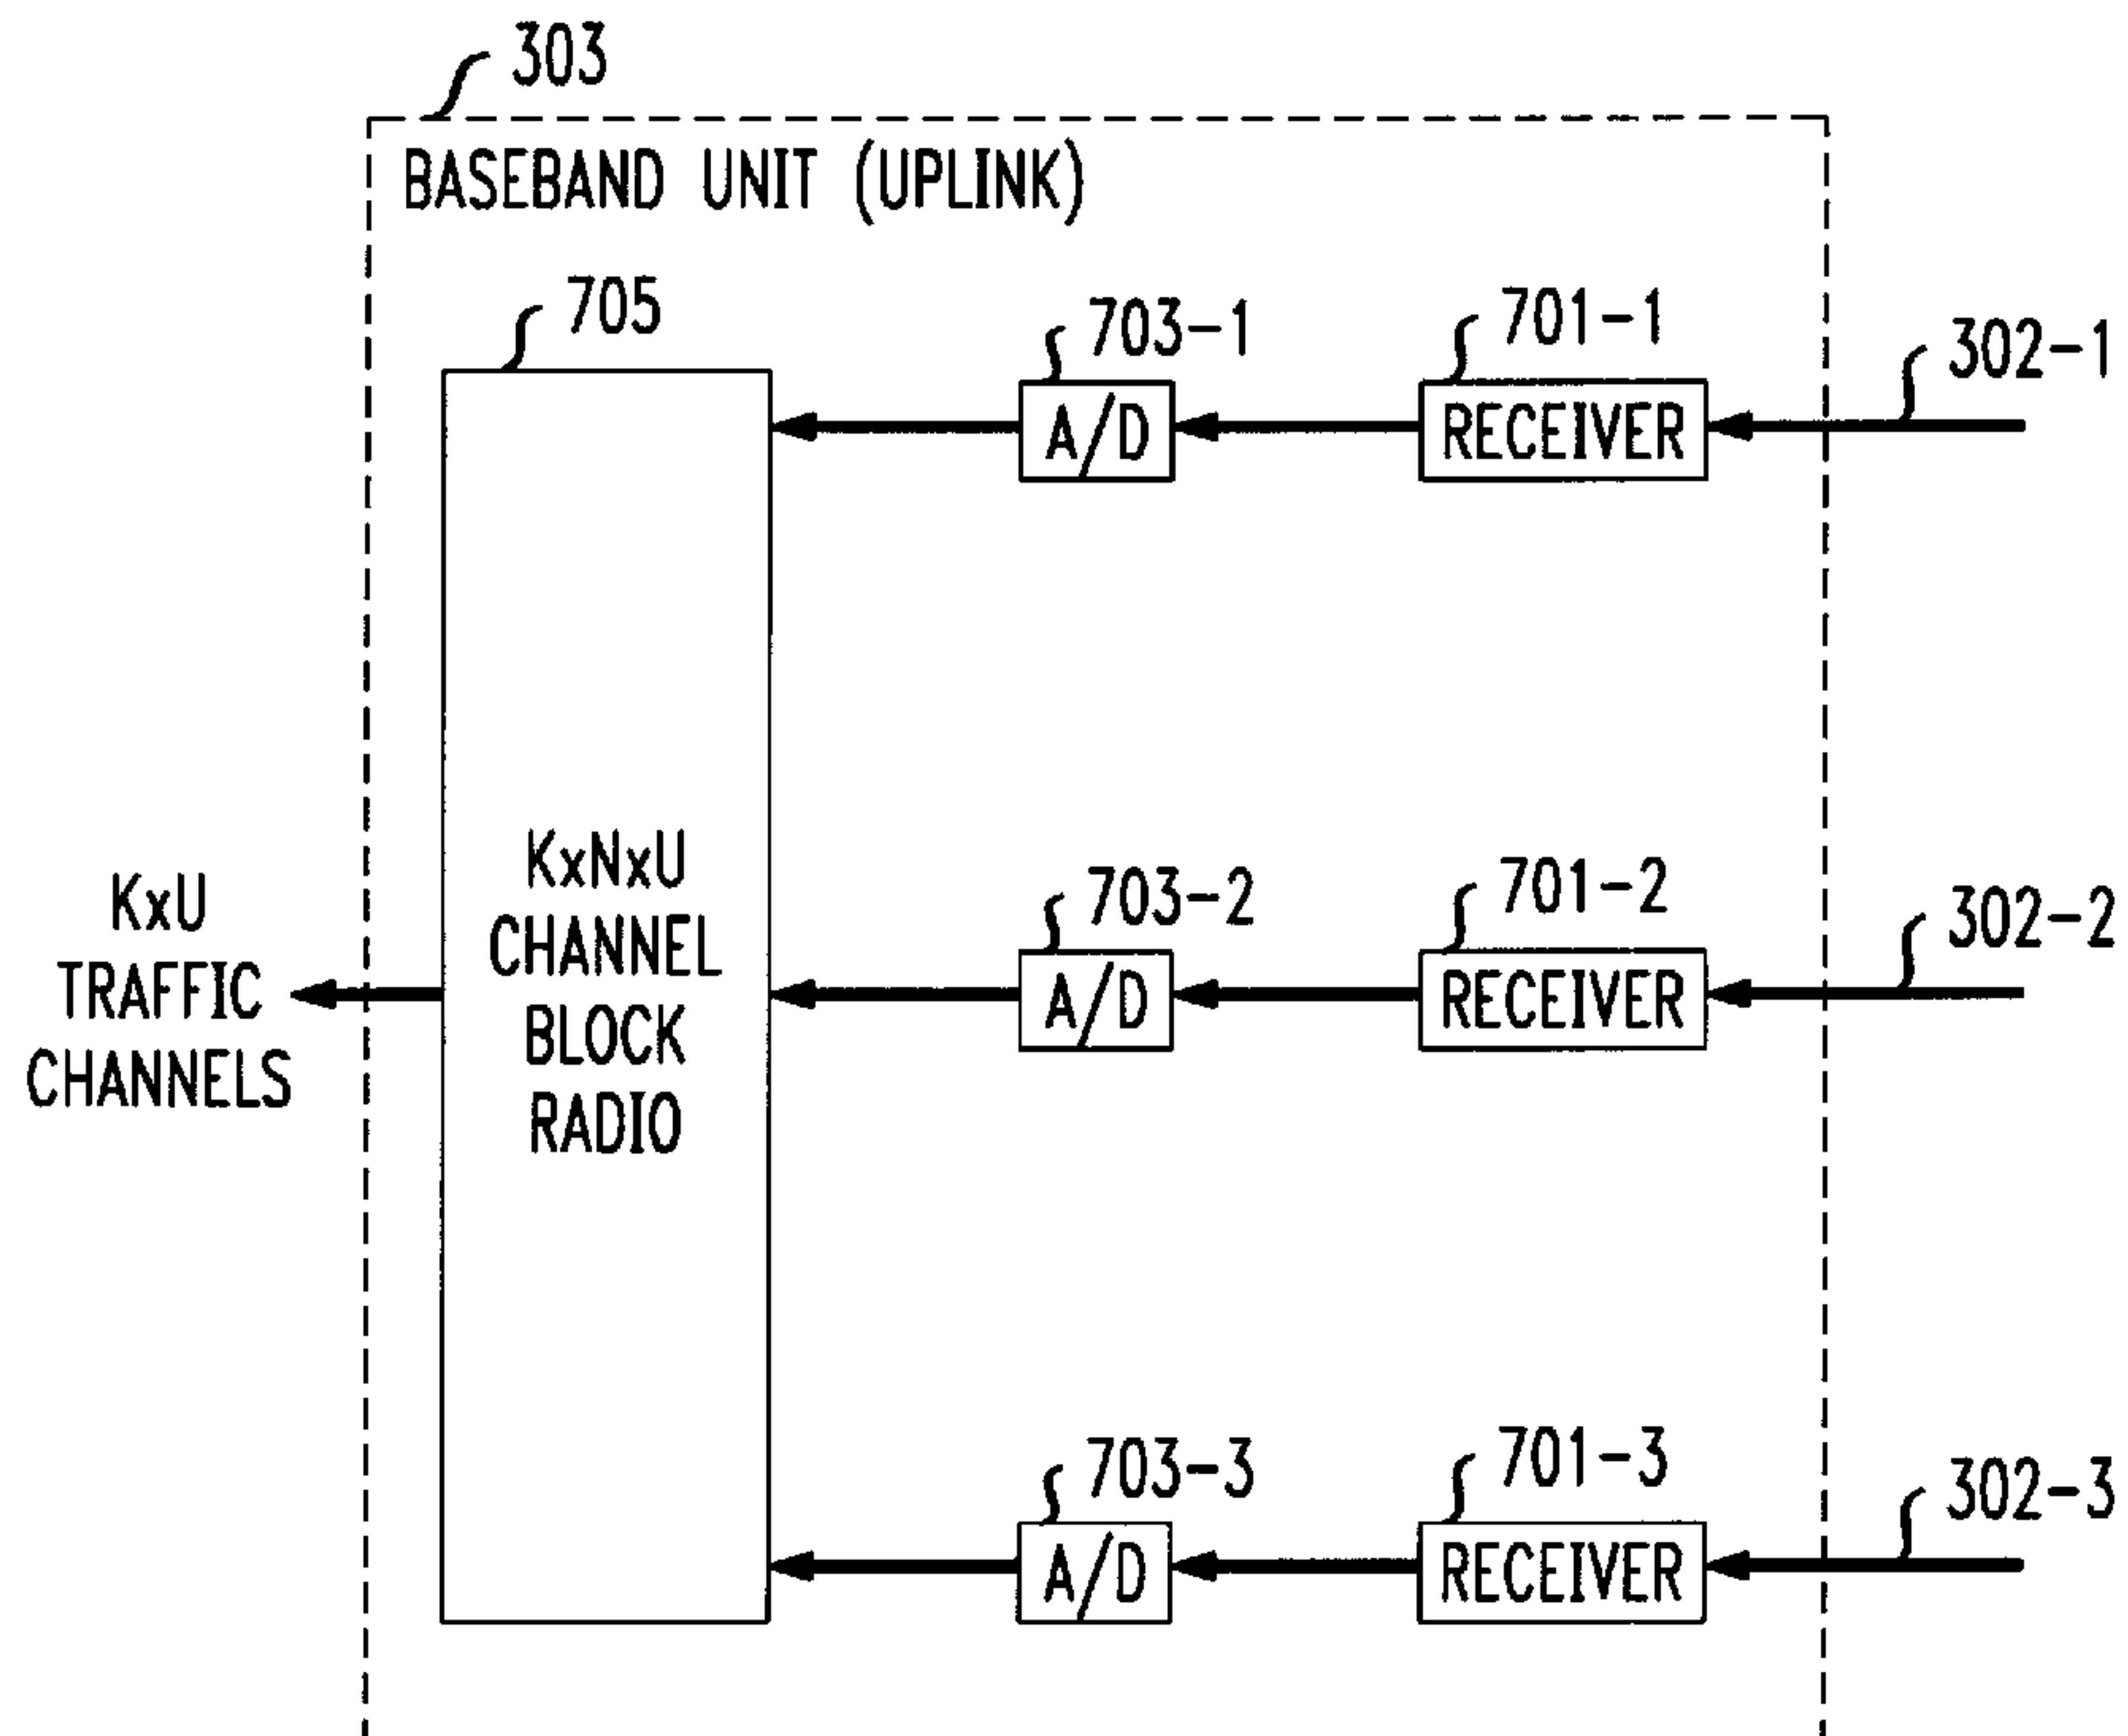 303
BASEBAND UNIT (UPLINK)
705
703-1
701-1
302-1
A/D
RECEIVER
KxNxU
CHANNEL
BLOCK
RADIO
KxU
TRAFFIC
CHANNELS
703-2
701-2
302-2
A/D
RECEIVER
703-3
701-3
302-3
A/D
RECEIVER